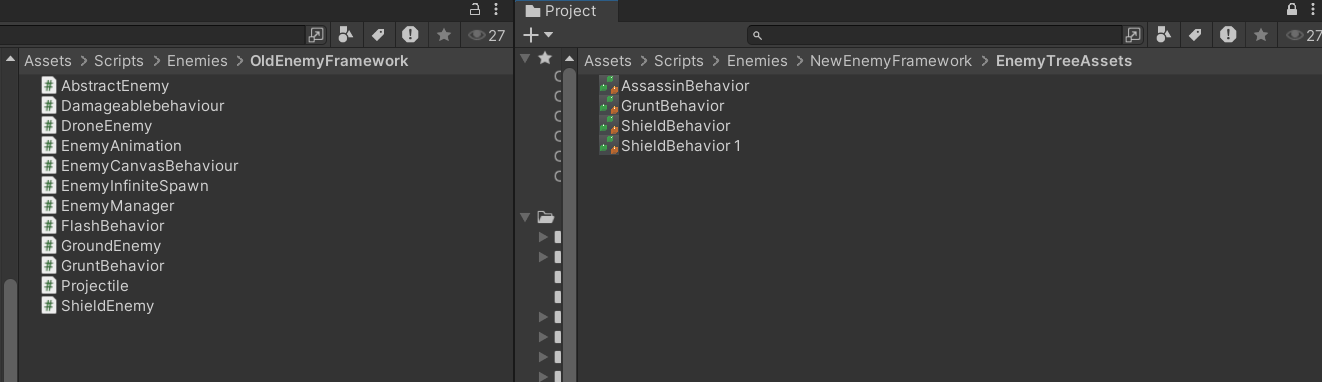 27
Assets > Scripts > Enemies > OldEnemyFramework
AbstractEnemy
Damageablebehaviour
DroneEnemy
EnemyAnimation
EnemyCanvasBehaviour
EnemyInfiniteSpawn
EnemyManager
FlashBehavior
GroundEnemy
GruntBehavior
Projectile
ShieldEnemy
Project
27
Assets > Scripts > Enemies > NewEnemyFramework > EnemyTreeAssets
AssassinBehavior
GruntBehavior
ShieldBehavior
ShieldBehavior 1